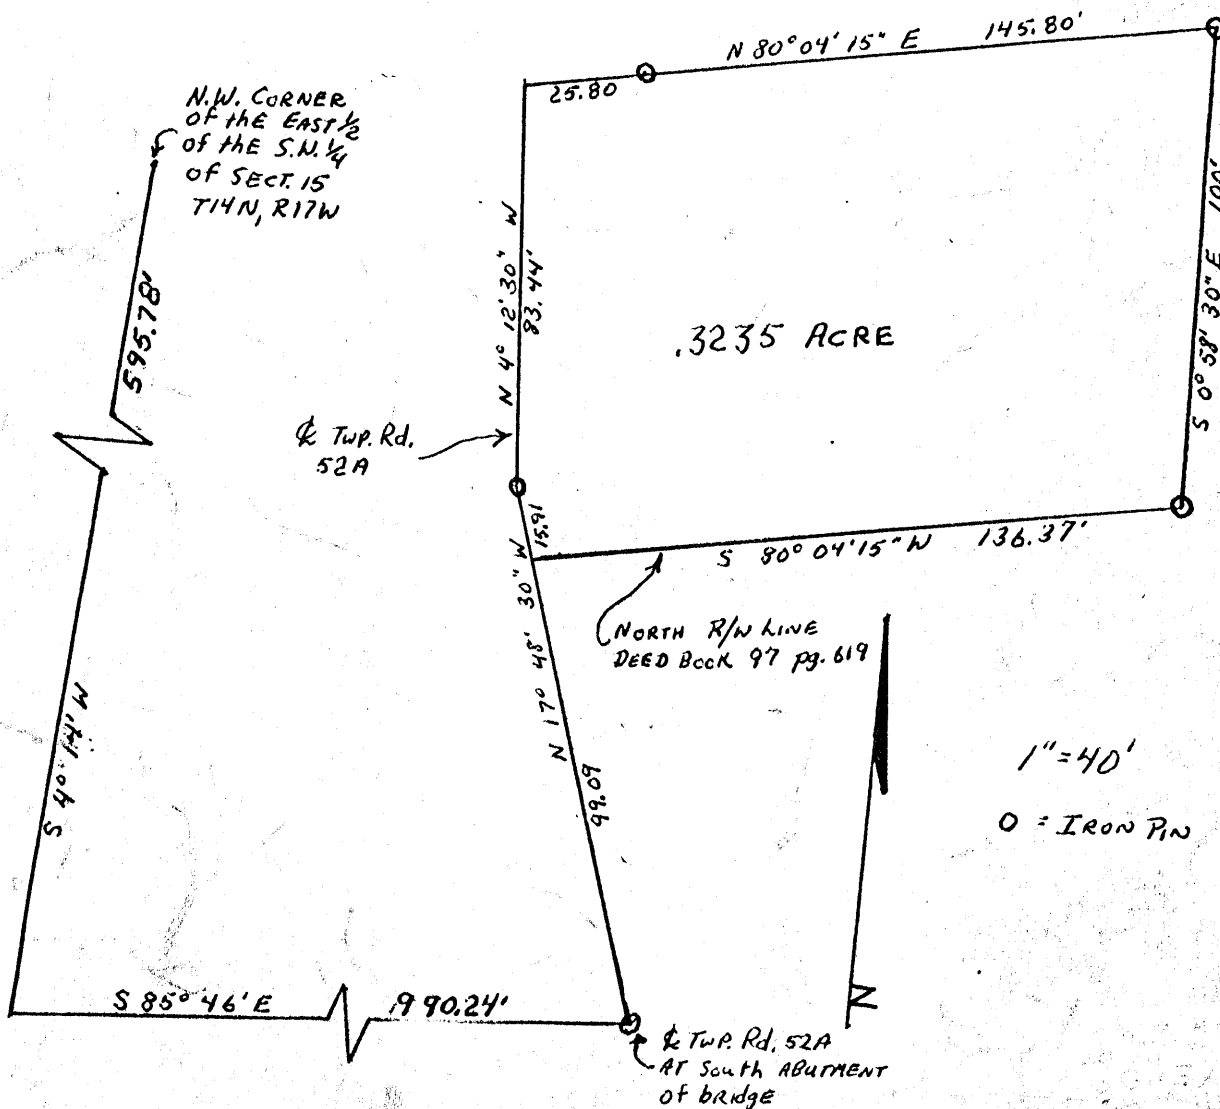 N 80° 04' 15" E 145.80'
25.80
N.W. CORNER
OF thE EAST 1/2
OF thE S.W. 1/4
OF SECT. 15
T14N, R17W
595.78'
N 4° 12' 30" W
83.44'
S 0° 58' 30" E 100'
.3235 ACRE
℄ Twp. Rd.
52A
15.91
S 80° 04' 15" W 136.37'
NORTH R/W LINE
DEED BOOK 97 pg. 619
N 17° 48' 30" W
99.09
S 4° 14' W
1"=40'
O = IRON PIN
N
S 85° 46' E 990.24'
℄ TWP. Rd. 52A
AT South ABUTMENT
of bRidge